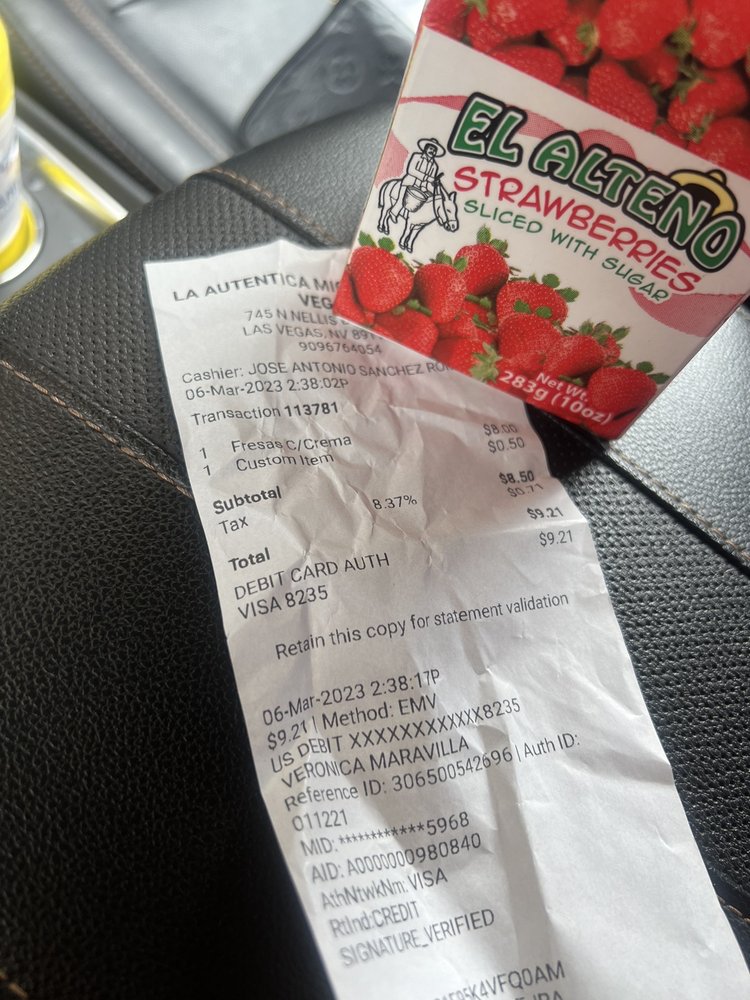 EL ALTENO
STRAWBERRIES
SLICED WITH SUGAR
Net Wt.
283g (10oz)
LA AUTENTICA
VEG
745 N NELLIS
LAS VEGAS, NV
9096764054
Cashier: JOSE ANTONIO SANCHEZ
06-Mar-2023 2:38:02P
Transaction 113781
1 Fresas C/Crema $8.00
1 Custom Item $0.50
Subtotal $8.50
Tax 8.37% $0.71
Total $9.21
DEBIT CARD AUTH $9.21
VISA 8235
Retain this copy for statement validation
06-Mar-2023 2:38:17P
$9.21 | Method: EMV
US DEBIT XXXXXXXXXXXX8235
VERONICA MARAVILLA
Reference ID: 306500542696 | Auth ID:
011221
MID: ***********5968
AID: A0000000980840
AthNtwkNm: VISA
RtInd:CREDIT
SIGNATURE_VERIFIED